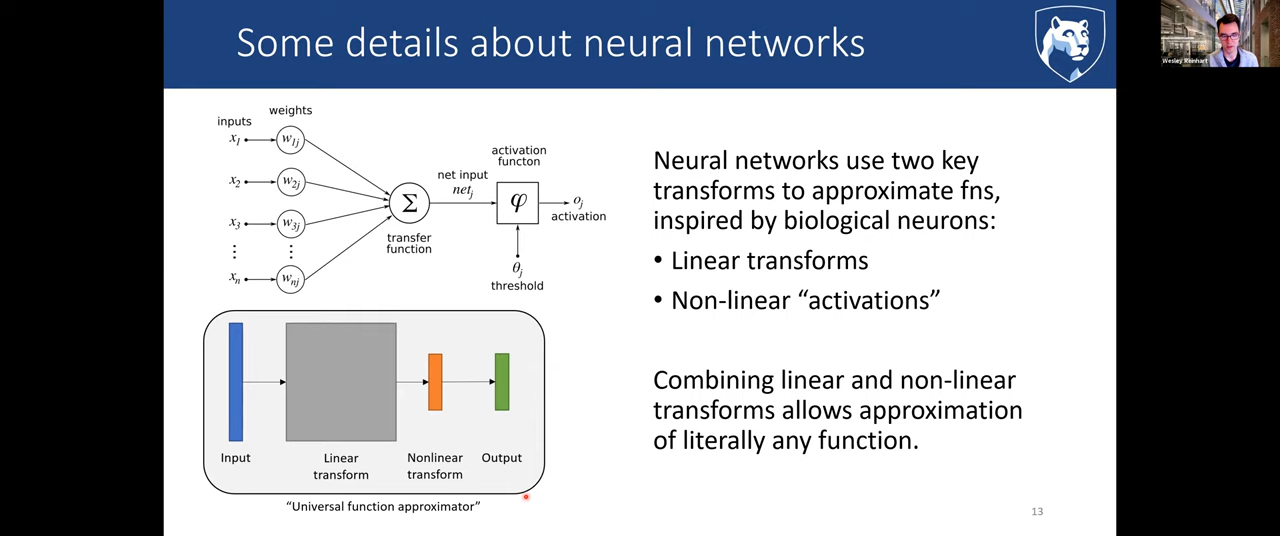 Some details about neural networks
Wesley Reinhart
inputs
weights
x1
w1j
x2
w2j
x3
w3j
⋮
⋮
xn
wnj
Σ
transfer
function
net input
netj
activation
functon
φ
oj
activation
θj
threshold
Input
Linear
transform
Nonlinear
transform
Output
“Universal function approximator”
Neural networks use two key
transforms to approximate fns,
inspired by biological neurons:
• Linear transforms
• Non-linear “activations”
Combining linear and non-linear
transforms allows approximation
of literally any function.
13